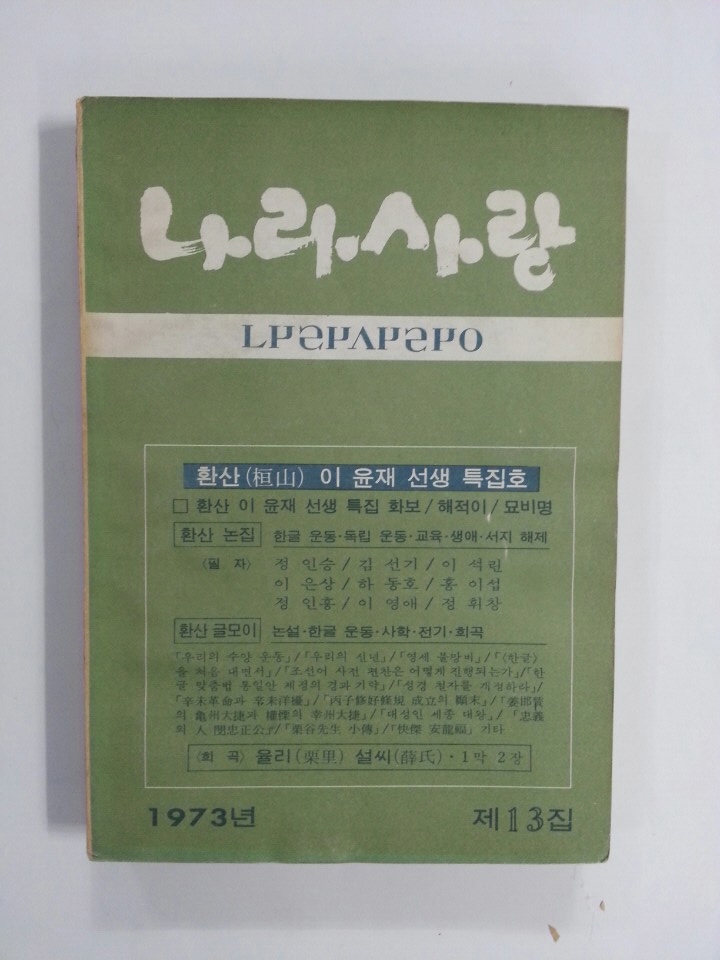 나라사랑
ㄴㅏㄹㅏㅅㅏㄹㅏㅇ
환산(桓山) 이 윤재 선생 특집호
□ 환산 이 윤재 선생 특집 화보/해적이/묘비명
환산 논집 한글 운동·독립 운동·교육·생애·서지 해제
〈필 자〉 정 인승/김 선기/이 석린
이 은상/하 동호/홍 이섭
정 인홍/이 영애/정 휘창
환산 글모이 논설·한글 운동·사학·전기·희곡
「우리의 수양 운동」/「우리의 신년」/「영세 불망비」/「〈한글〉
을 처음 내면서」/「조선어 사전 편찬은 어떻게 진행되는가」/「한
글 맞춤법 통일안 제정의 경과 기략」/「성경 철자를 개정하라」/
「辛未革命과 辛未洋擾」/「丙子修好條規 成立의 顚末」/「姜邯賛
의 龜州大捷과 權慄의 幸州大捷」/「대성인 세종 대왕」/「忠義
의 人 閔忠正公」/「栗谷先生 小傳」/「快傑 安龍福」 기타
〈희 곡〉 율리(栗里) 설씨(薛氏)·1막 2장
1973년 제13집